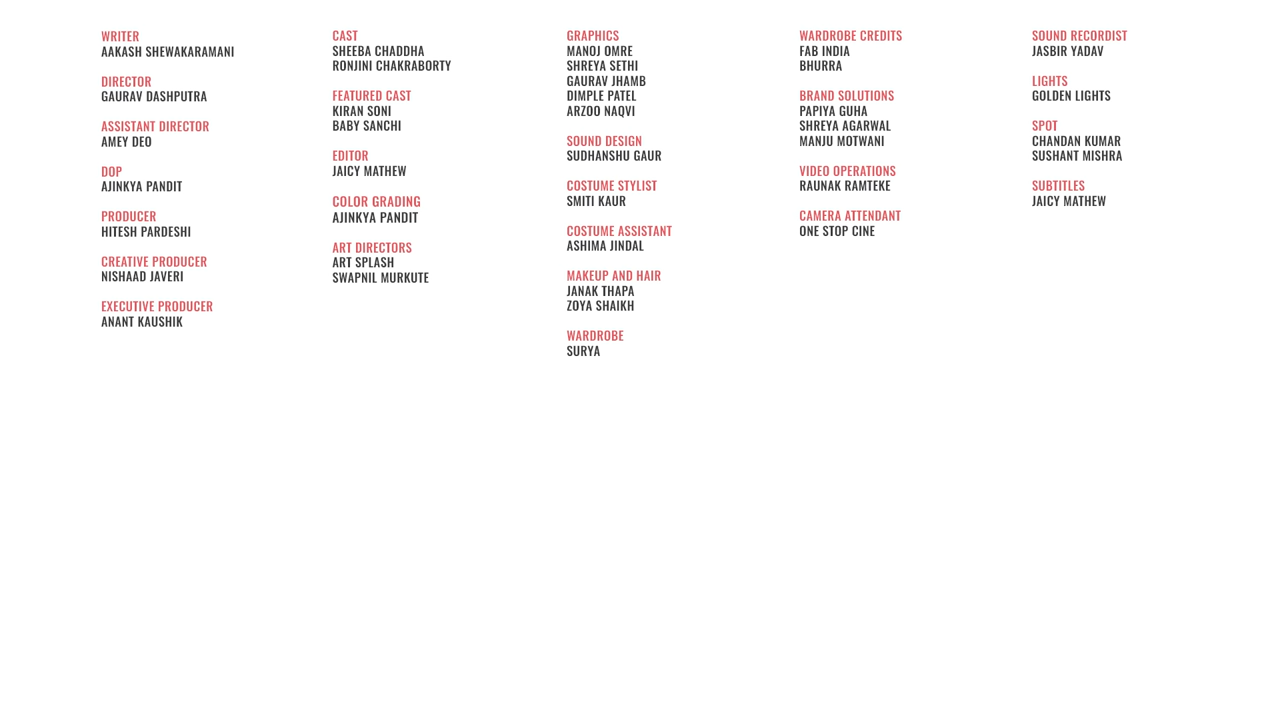 WRITER
AAKASH SHEWAKARAMANI
DIRECTOR
GAURAV DASHPUTRA
ASSISTANT DIRECTOR
AMEY DEO
DOP
AJINKYA PANDIT
PRODUCER
HITESH PARDESHI
CREATIVE PRODUCER
NISHAAD JAVERI
EXECUTIVE PRODUCER
ANANT KAUSHIK
CAST
SHEEBA CHADDHA
RONJINI CHAKRABORTY
FEATURED CAST
KIRAN SONI
BABY SANCHI
EDITOR
JAICY MATHEW
COLOR GRADING
AJINKYA PANDIT
ART DIRECTORS
ART SPLASH
SWAPNIL MURKUTE
GRAPHICS
MANOJ OMRE
SHREYA SETHI
GAURAV JHAMB
DIMPLE PATEL
ARZOO NAQVI
SOUND DESIGN
SUDHANSHU GAUR
COSTUME STYLIST
SMITI KAUR
COSTUME ASSISTANT
ASHIMA JINDAL
MAKEUP AND HAIR
JANAK THAPA
ZOYA SHAIKH
WARDROBE
SURYA
WARDROBE CREDITS
FAB INDIA
BHURRA
BRAND SOLUTIONS
PAPIYA GUHA
SHREYA AGARWAL
MANJU MOTWANI
VIDEO OPERATIONS
RAUNAK RAMTEKE
CAMERA ATTENDANT
ONE STOP CINE
SOUND RECORDIST
JASBIR YADAV
LIGHTS
GOLDEN LIGHTS
SPOT
CHANDAN KUMAR
SUSHANT MISHRA
SUBTITLES
JAICY MATHEW